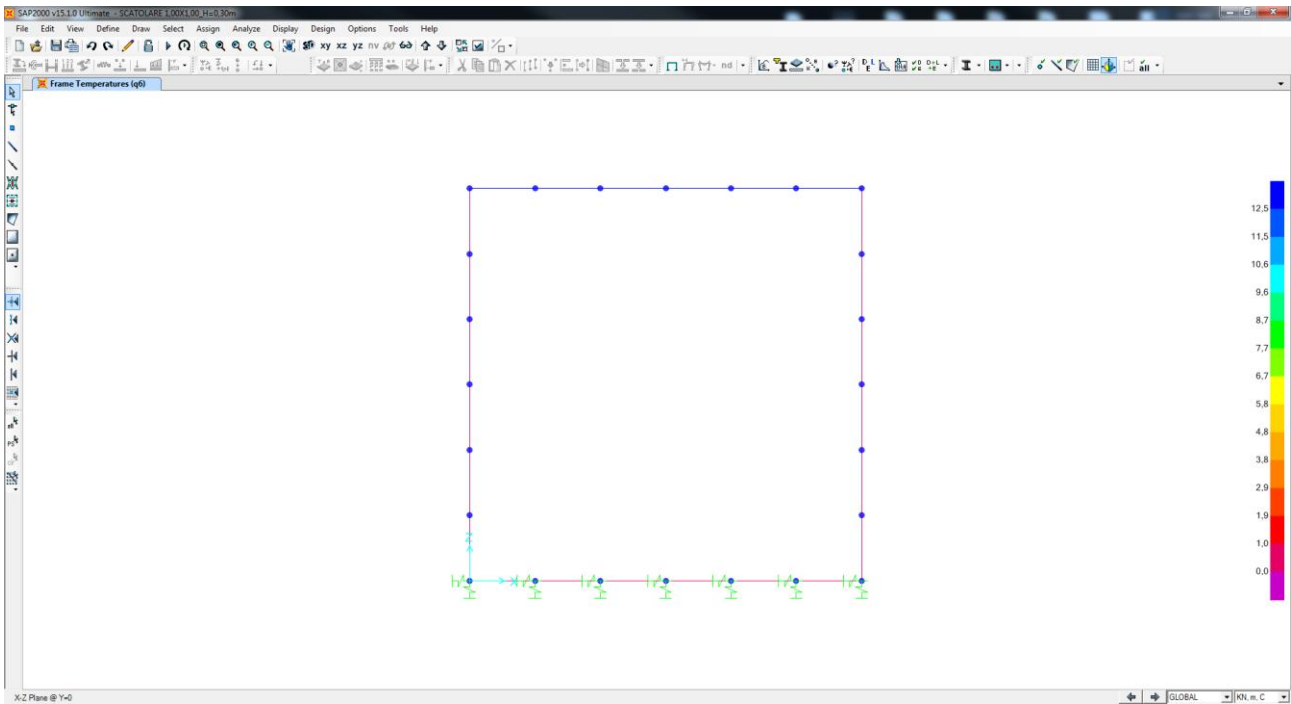 SAP2000 v15.1.0 Ultimate - SCATOLARE 1,00X1,00_H=0,30m
File Edit View Define Draw Select Assign Analyze Display Design Options Tools Help
xy xz yz nv
nd
all
Frame Temperatures (q6)
12,5
11,5
10,6
9,6
8,7
7,7
6,7
5,8
4,8
3,8
2,9
1,9
1,0
0,0
Z
X
X-Z Plane @ Y=0
GLOBAL
KN, m, C